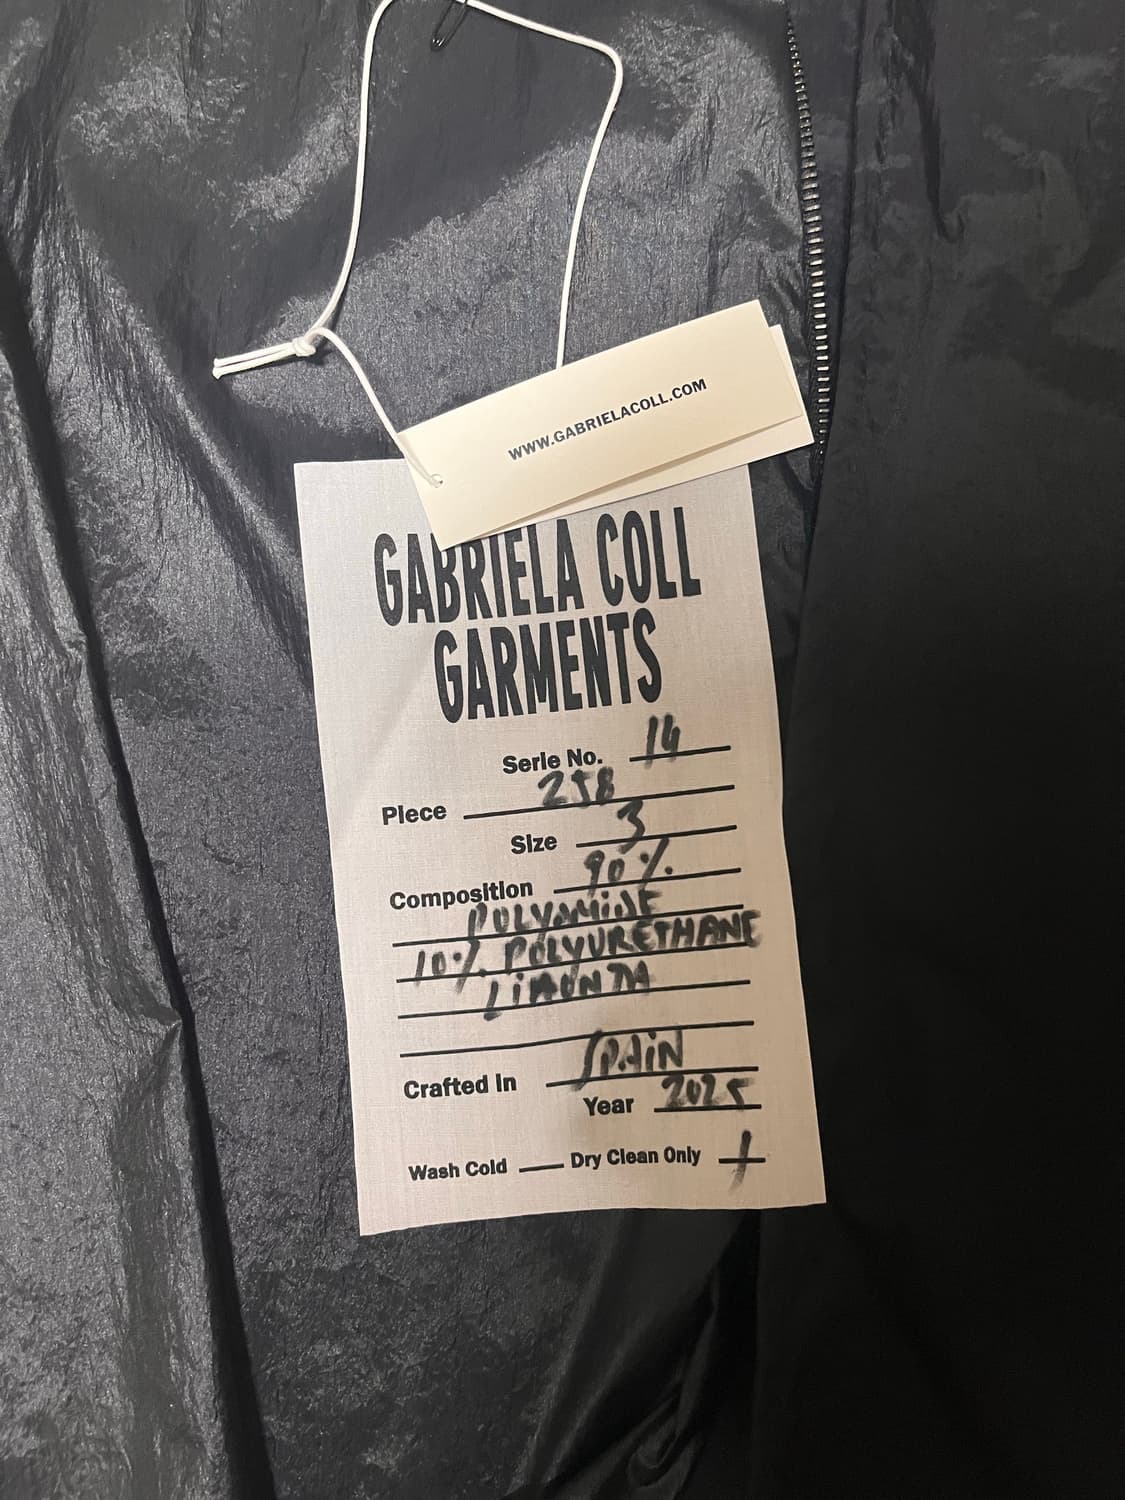 WWW.GABRIELACOLL.COM
GABRIELA COLL
GARMENTS
Serie No. 14
Piece 258
Size 3
Composition 90%
POLYAMIDE
10% POLYURETHANE
LIMONTA
Crafted in SPAIN
Year 2025
Wash Cold Dry Clean Only